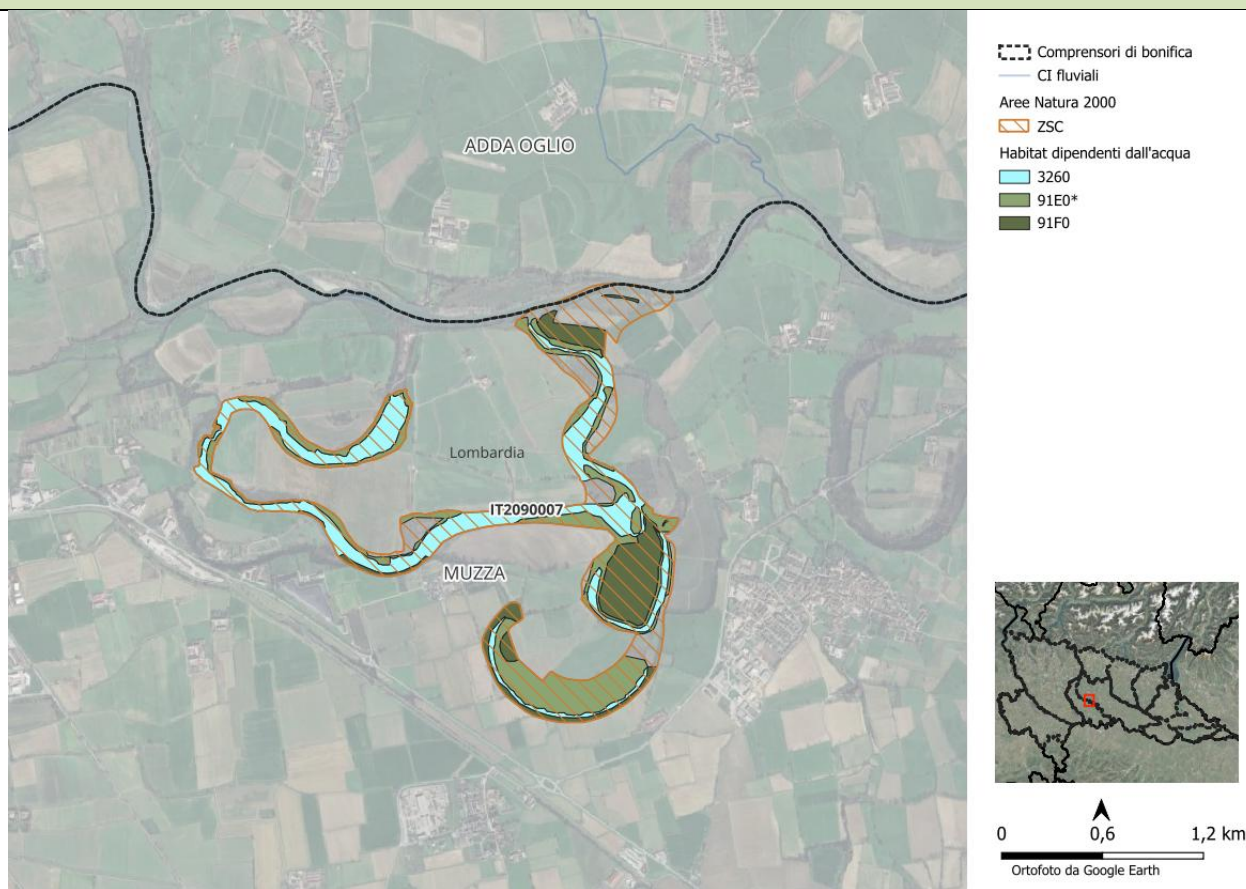 ADDA OGLIO
Lombardia
IT2090007
MUZZA
Comprensori di bonifica
CI fluviali
Aree Natura 2000
ZSC
Habitat dipendenti dall'acqua
3260
91E0*
91F0
0 0,6 1,2 km
Ortofoto da Google Earth